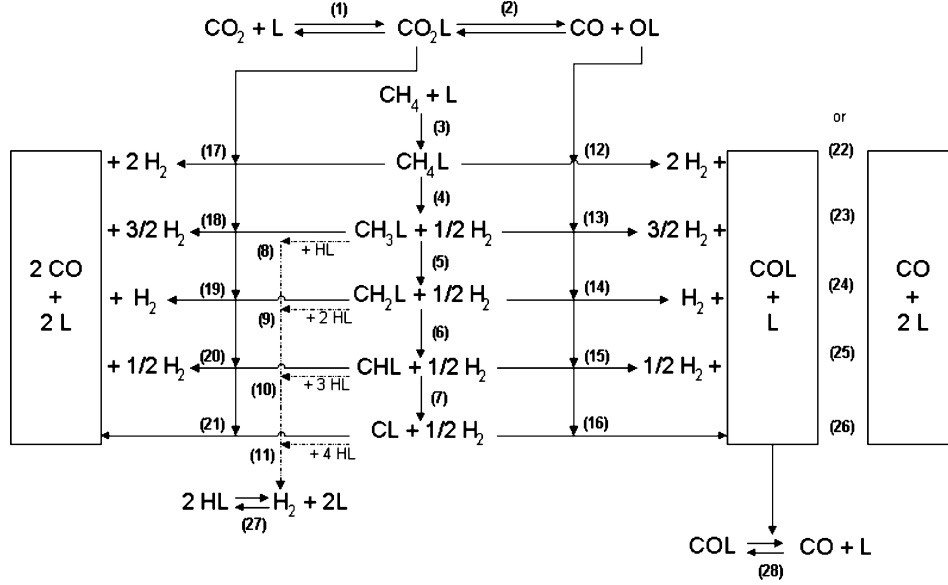 (1) (2)
CO₂ + L CO₂L CO + OL
CH₄ + L
or
(3)
+ 2 H₂ (17) CH₄L (12) 2 H₂ + (22)
(4)
+ 3/2 H₂ (18) CH₃L + 1/2 H₂ (13) 3/2 H₂ + (23)
(8) + HL (5)
2 CO
+
2 L
COL
+
L
CO
+
2 L
+ H₂ (19) CH₂L + 1/2 H₂ (14) H₂ + (24)
(9) + 2 HL (6)
+ 1/2 H₂ (20) CHL + 1/2 H₂ (15) 1/2 H₂ + (25)
(10) + 3 HL (7)
(21) CL + 1/2 H₂ (16) (26)
(11) + 4 HL
2 HL H₂ + 2L
(27)
COL CO + L
(28)